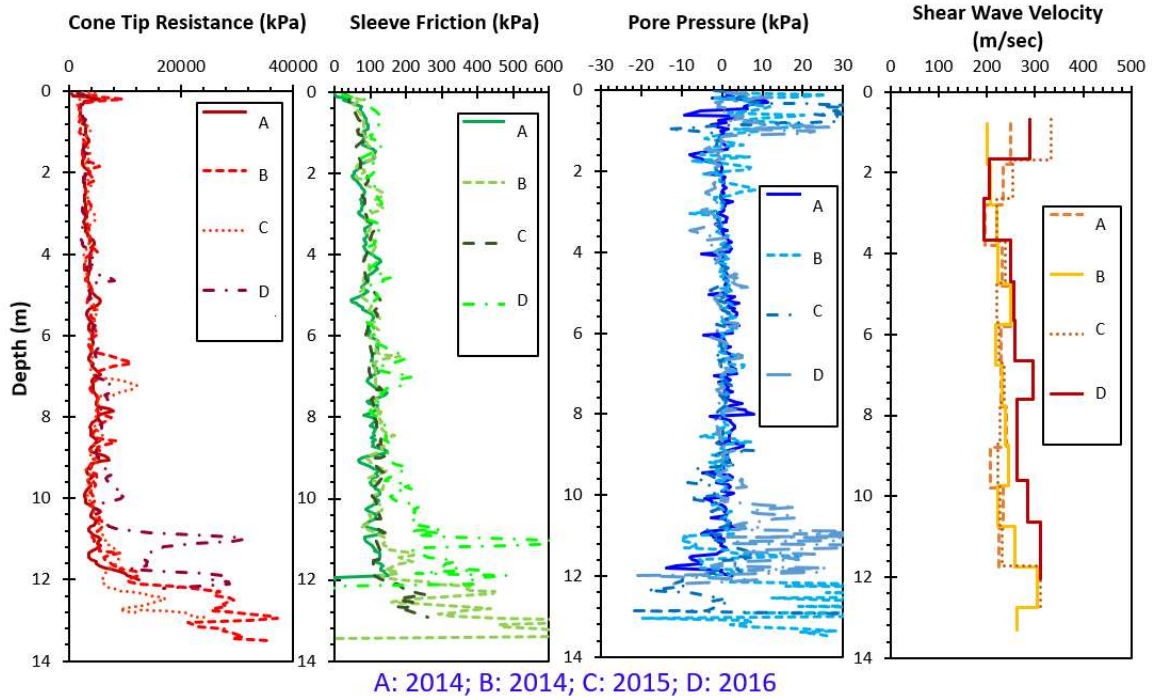 Cone Tip Resistance (kPa)
0 20000 40000
Sleeve Friction (kPa)
0 100 200 300 400 500 600
Pore Pressure (kPa)
-30 -20 -10 0 10 20 30
Shear Wave Velocity
(m/sec)
0 100 200 300 400 500
Depth (m)
0
2
4
6
8
10
12
14
A
B
C
D
0
2
4
6
8
10
12
14
A
B
C
D
0
2
4
6
8
10
12
14
A
B
C
D
0
2
4
6
8
10
12
14
A
B
C
D
A: 2014; B: 2014; C: 2015; D: 2016